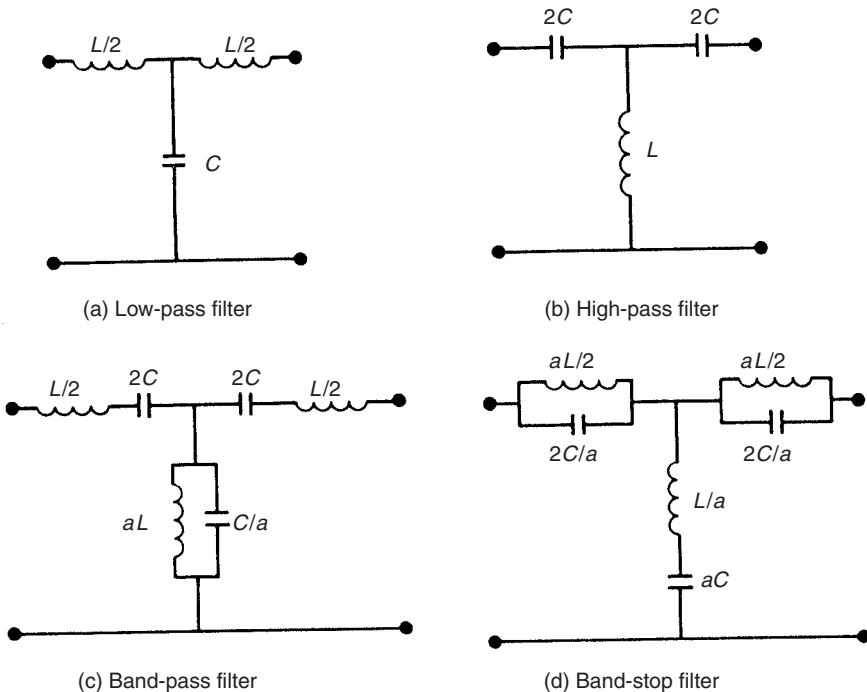 L/2 L/2
C
(a) Low-pass filter
2C 2C
L
(b) High-pass filter
L/2 2C 2C L/2
aL C/a
(c) Band-pass filter
aL/2 aL/2
2C/a 2C/a
L/a
aC
(d) Band-stop filter